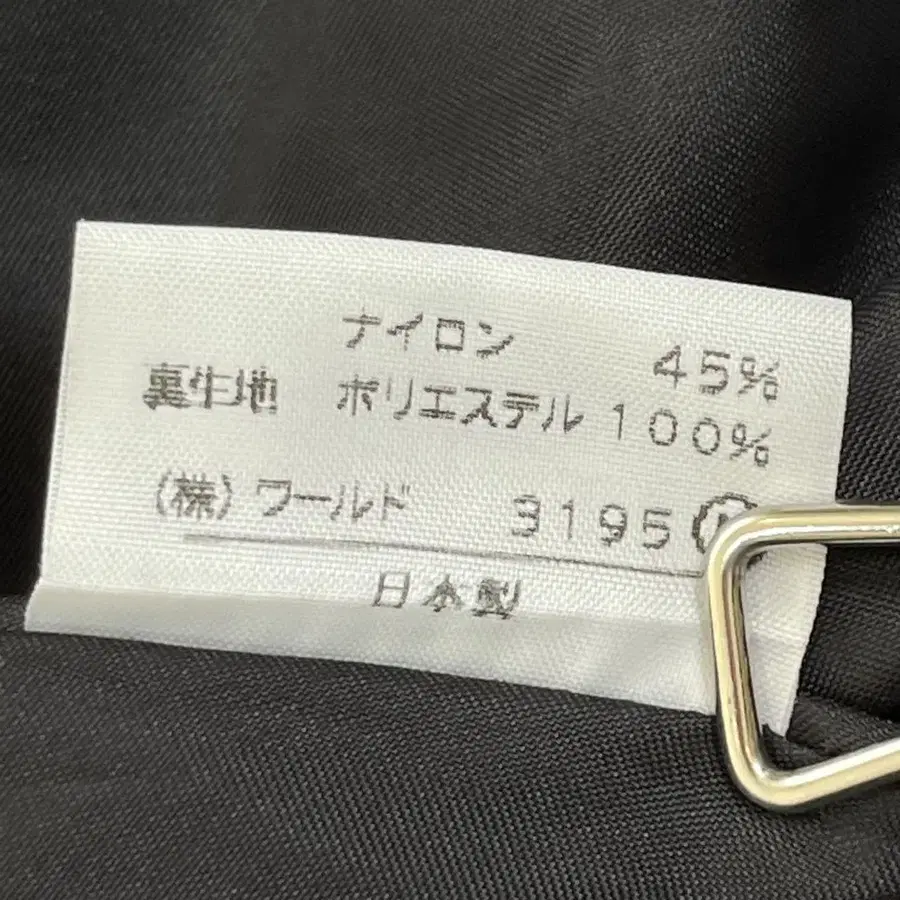 ナイロン 45%
裏生地 ポリエステル 100%
(株) ワールド 3195
日本製